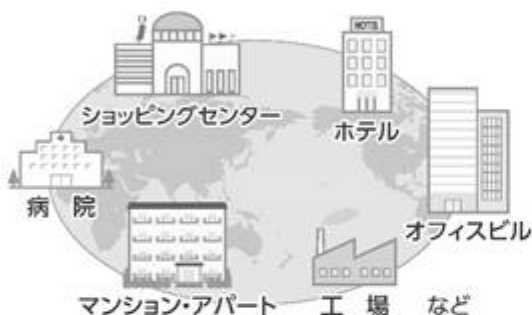 HOTEL
ショッピングセンター
ホテル
病 院
オフィスビル
マンション・アパート
工 場 など